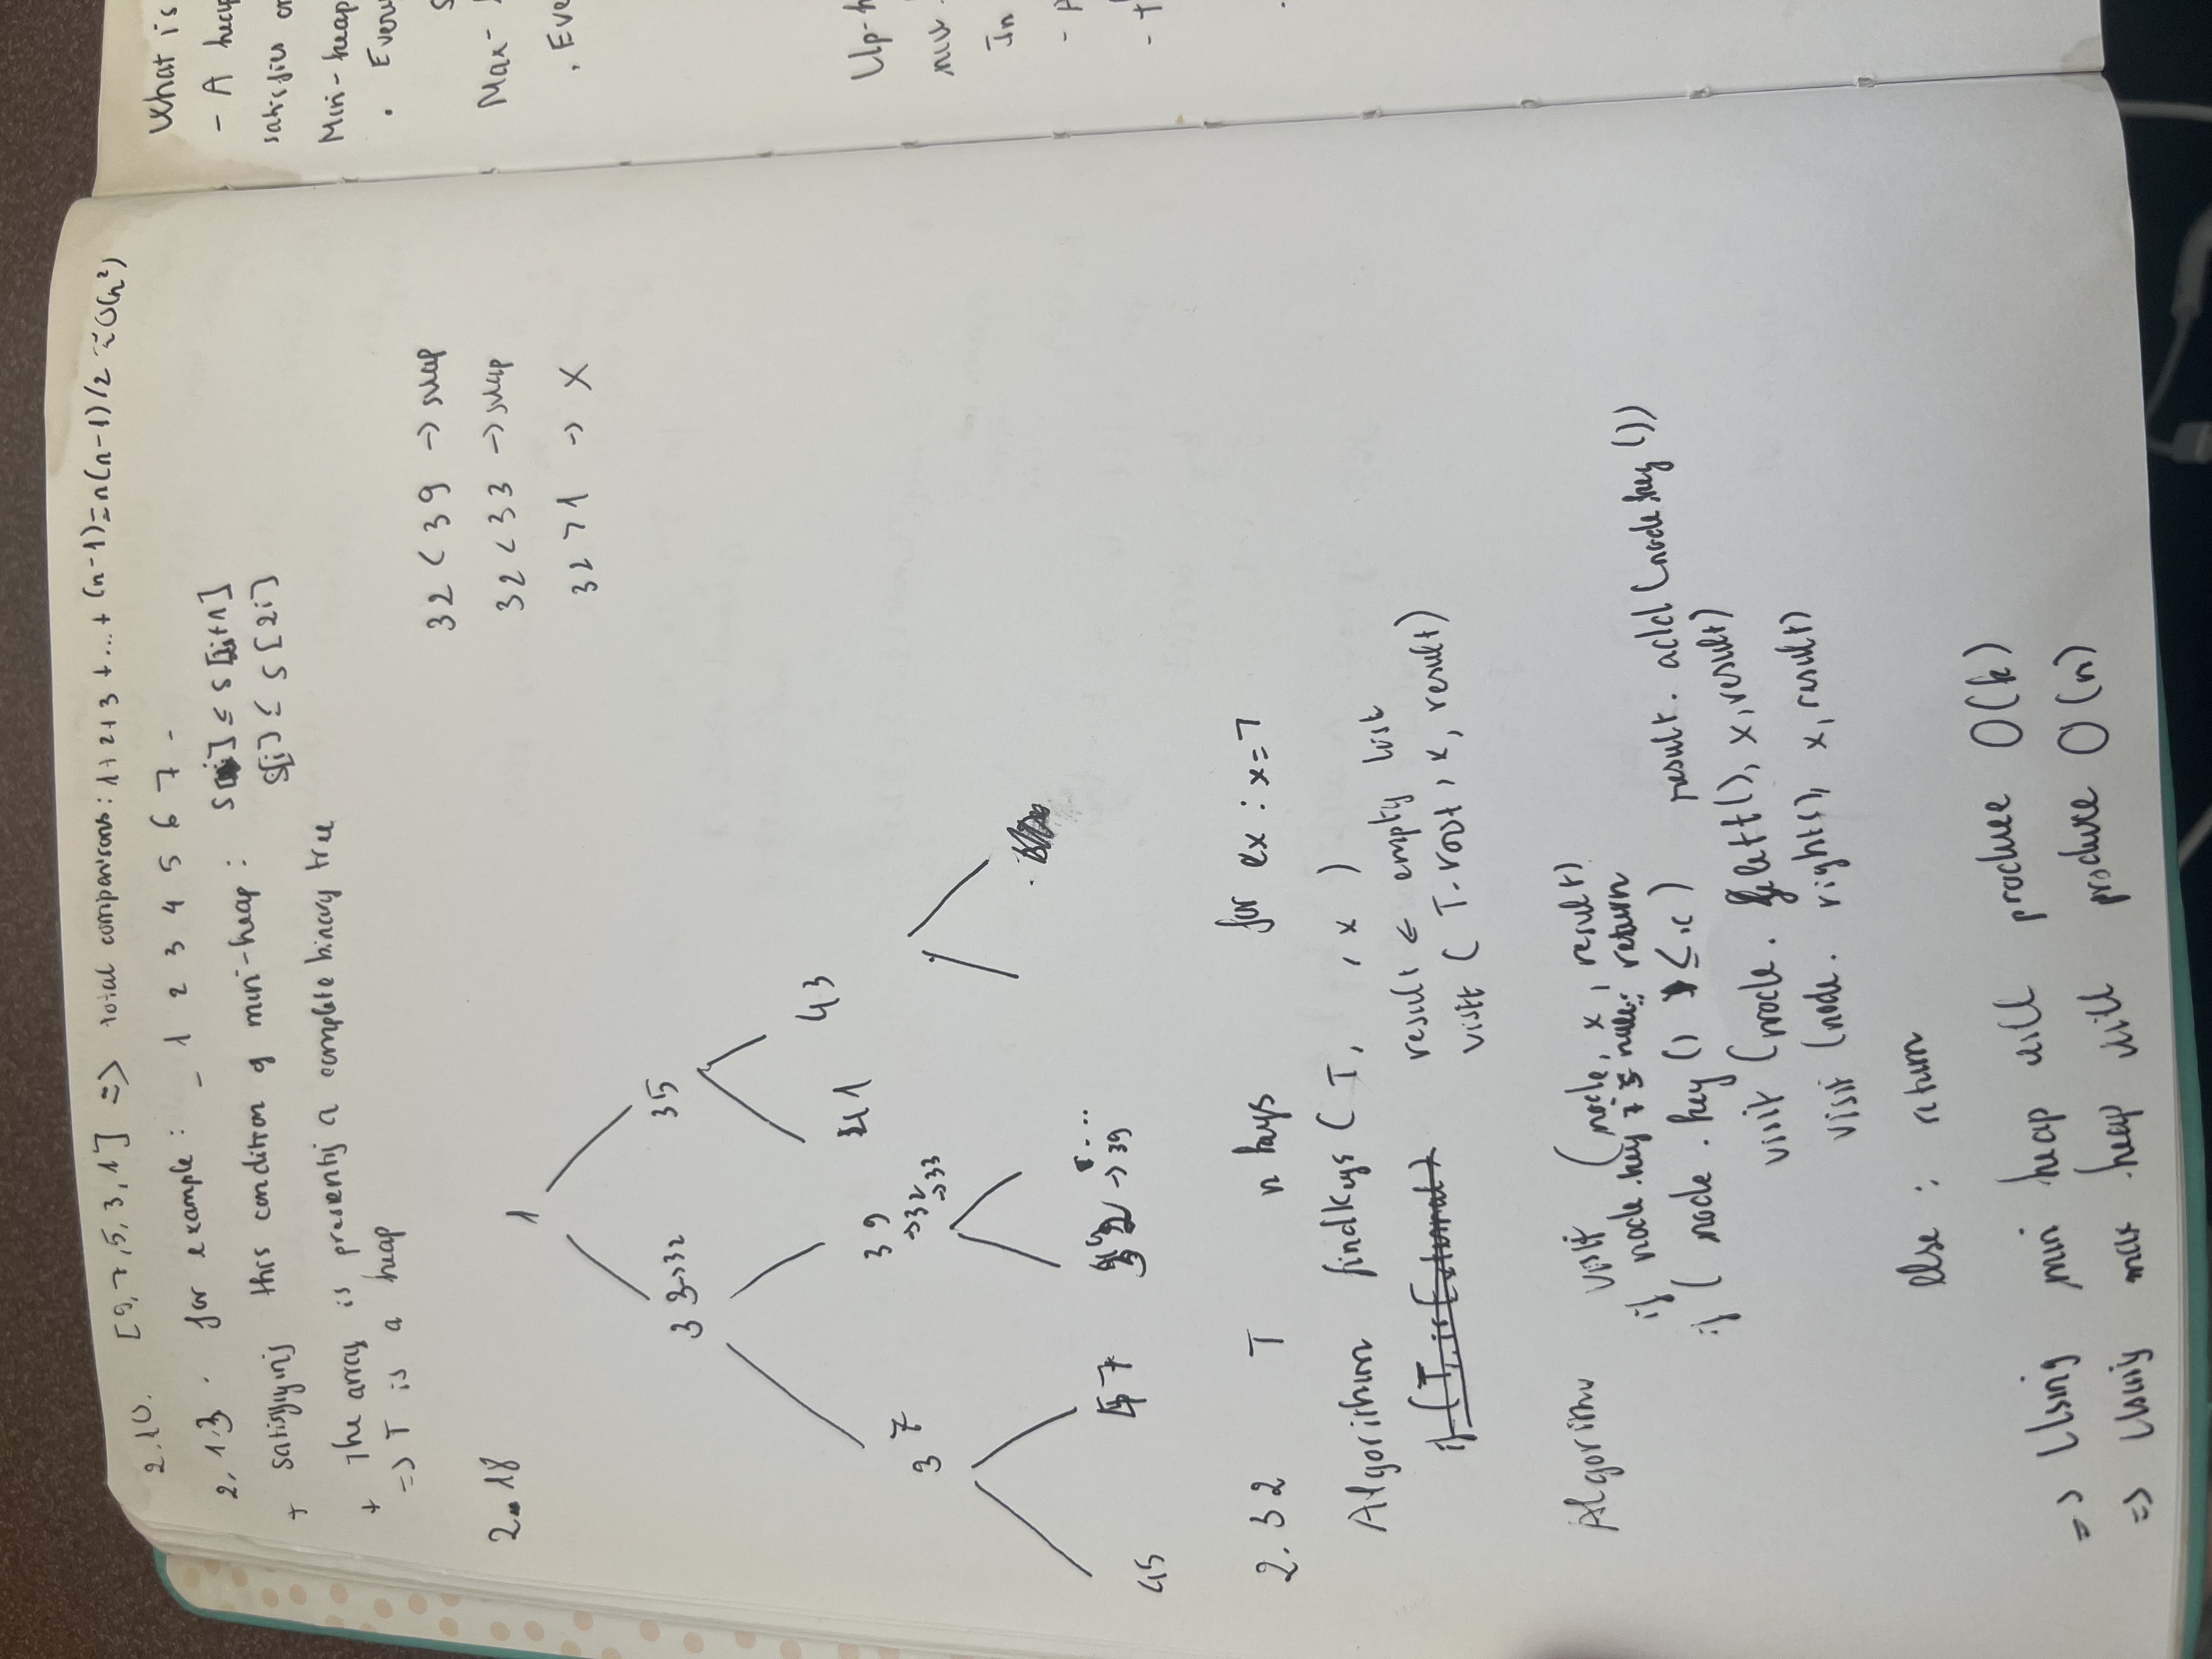 2.10. [9,7,5,3,1] => total comparisons: 1+2+3+...+(n-1)=n(n-1)/2 ≈O(n²)
2.13. for example: - 1 2 3 4 5 6 7 -
+ satisfying this condition of min-heap: S[i] ≤ S[2i+1]
S[i] ≤ S[2i]
+ The array is presentij a complete binary tree
=> T is a heap
32 < 39 -> swap
32 < 33 -> swap
32 > 1 -> X
2.18
1
33->32 35
37 39 41 43
->32
->33
45 47 32 -> 39 ...
2.32 T n keys for ex: x=7
Algorithm findkeys(T, , x)
if (T, isExternal) result ← empty list
visit (T.root, x, result)
Algorithm visit (node, x, result)
if node.key is null: return
if (node.key() ≤ x) result.add(node.key())
visit (node.left(), x, result)
visit (node.right(), x, result)
else: return
=> Using min heap will produce O(k)
=> Using max heap will produce O(n)
What is
- A heap
satisfies
Min-heap
. Every
Max-
. Eve
Up-h
new
In